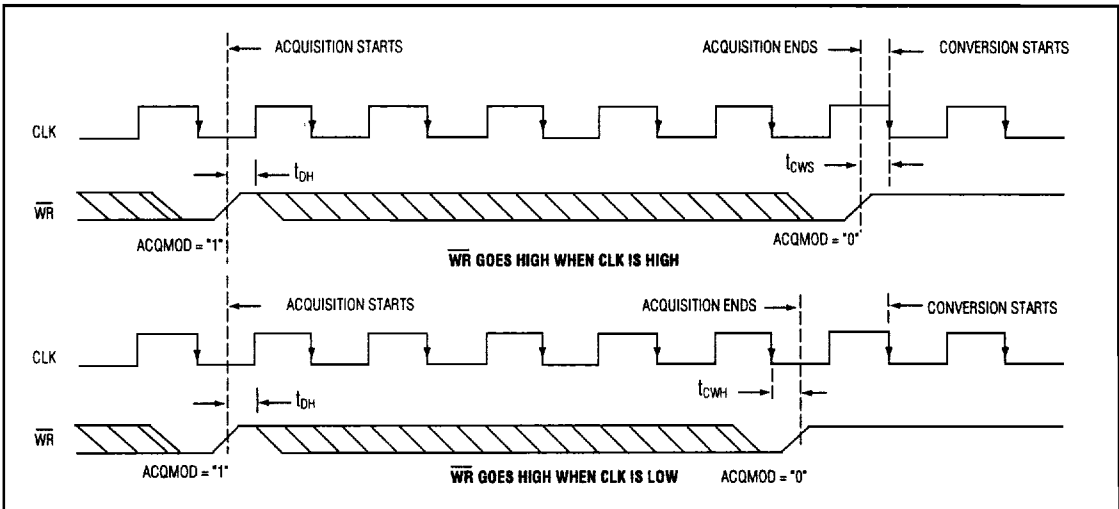 ACQUISITION STARTS
ACQUISITION ENDS
CONVERSION STARTS
CLK
tDH
tCWS
WR
ACQMOD = "1"
ACQMOD = "0"
WR GOES HIGH WHEN CLK IS HIGH
ACQUISITION STARTS
ACQUISITION ENDS
CONVERSION STARTS
CLK
tCWH
tDH
WR
ACQMOD = "1"
WR GOES HIGH WHEN CLK IS LOW
ACQMOD = "0"